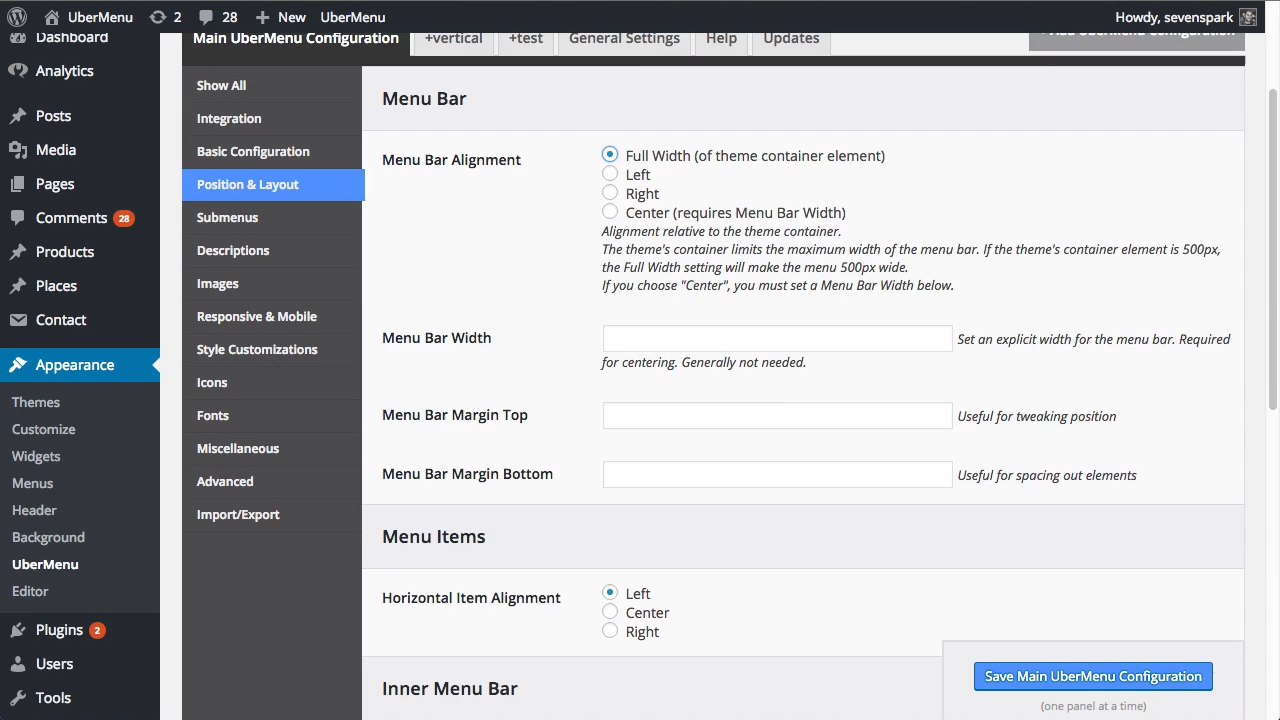 UberMenu 2 28 New UberMenu Howdy, sevenspark
Dashboard
Analytics
Posts
Media
Pages
Comments 28
Products
Places
Contact
Appearance
Themes
Customize
Widgets
Menus
Header
Background
UberMenu
Editor
Plugins 2
Users
Tools
Main UberMenu Configuration +vertical +test General Settings Help Updates + Add UberMenu Configuration
Show All
Integration
Basic Configuration
Position & Layout
Submenus
Descriptions
Images
Responsive & Mobile
Style Customizations
Icons
Fonts
Miscellaneous
Advanced
Import/Export
Menu Bar
Menu Bar Alignment
Full Width (of theme container element)
Left
Right
Center (requires Menu Bar Width)
Alignment relative to the theme container.
The theme's container limits the maximum width of the menu bar. If the theme's container element is 500px,
the Full Width setting will make the menu 500px wide.
If you choose "Center", you must set a Menu Bar Width below.
Menu Bar Width
Set an explicit width for the menu bar. Required
for centering. Generally not needed.
Menu Bar Margin Top
Useful for tweaking position
Menu Bar Margin Bottom
Useful for spacing out elements
Menu Items
Horizontal Item Alignment
Left
Center
Right
Inner Menu Bar
Save Main UberMenu Configuration
(one panel at a time)